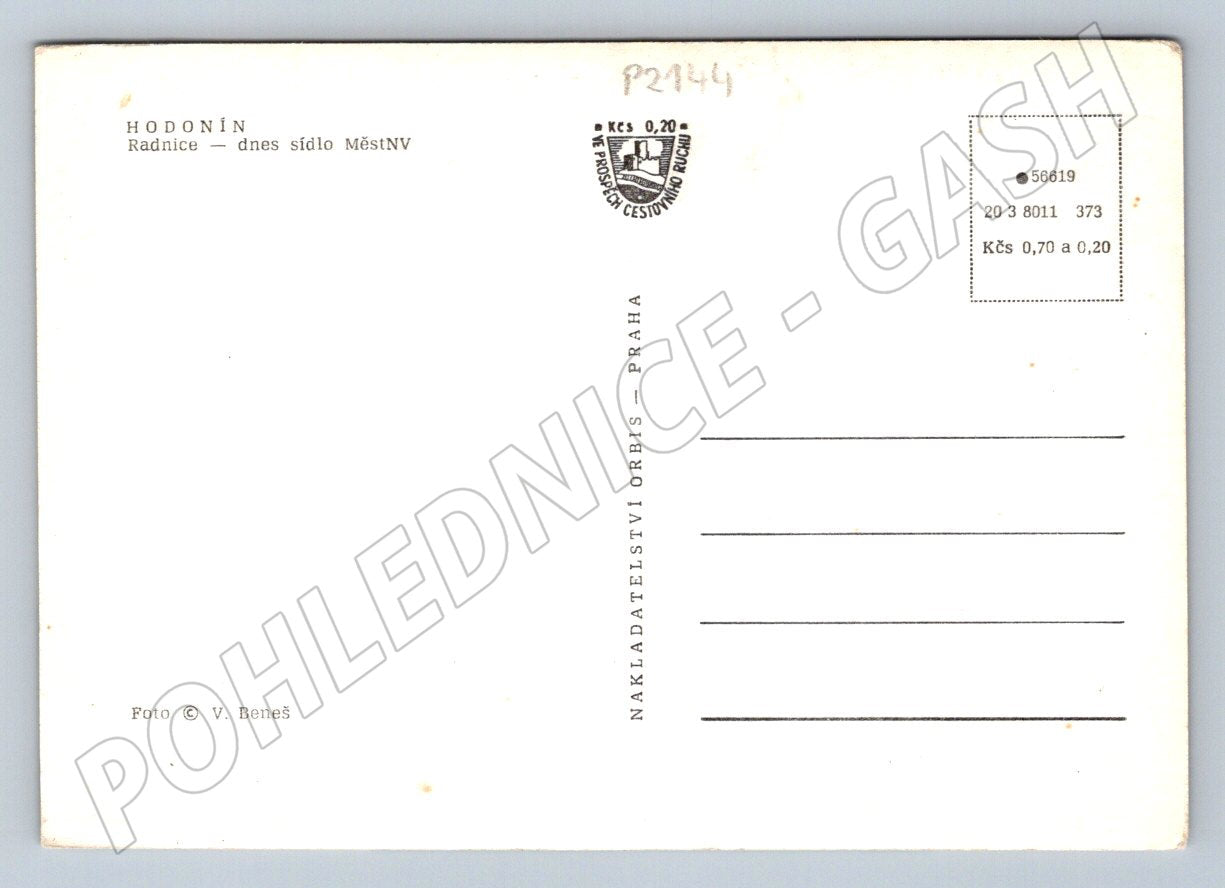 P2144
HODONÍN
Radnice — dnes sídlo MěstNV
Kčs 0,20
VE PROSPĚCH CESTOVNÍHO RUCHU
56619
20 3 8011 373
Kčs 0,70 a 0,20
NAKLADATELSTVÍ ORBIS — PRAHA
Foto © V. Beneš
POHLEDNICE - GASH